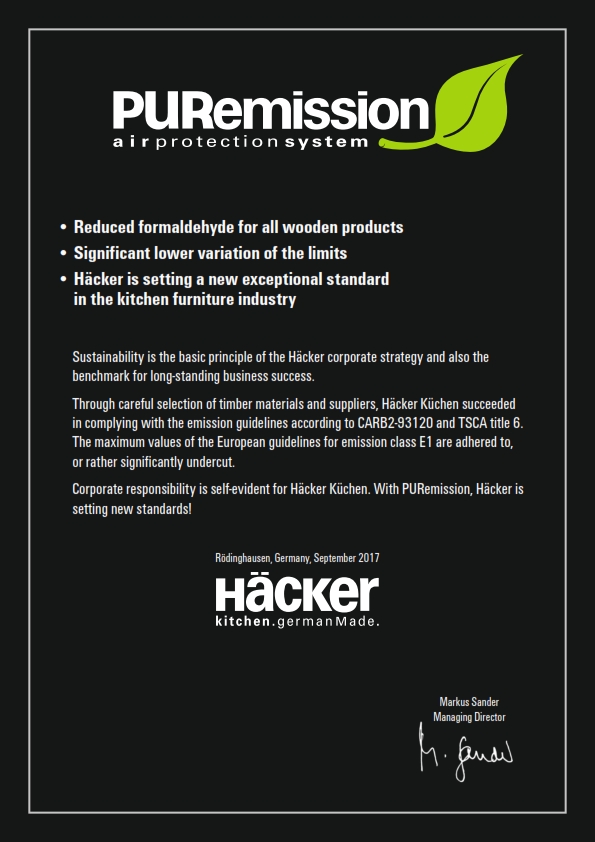 PURemission
airprotectionsystem
• Reduced formaldehyde for all wooden products
• Significant lower variation of the limits
• Häcker is setting a new exceptional standard
in the kitchen furniture industry
Sustainability is the basic principle of the Häcker corporate strategy and also the
benchmark for long-standing business success.
Through careful selection of timber materials and suppliers, Häcker Küchen succeeded
in complying with the emission guidelines according to CARB2-93120 and TSCA title 6.
The maximum values of the European guidelines for emission class E1 are adhered to,
or rather significantly undercut.
Corporate responsibility is self-evident for Häcker Küchen. With PURemission, Häcker is
setting new standards!
Rödinghausen, Germany, September 2017
Häcker
kitchen.germanMade.
Markus Sander
Managing Director
M. Sander